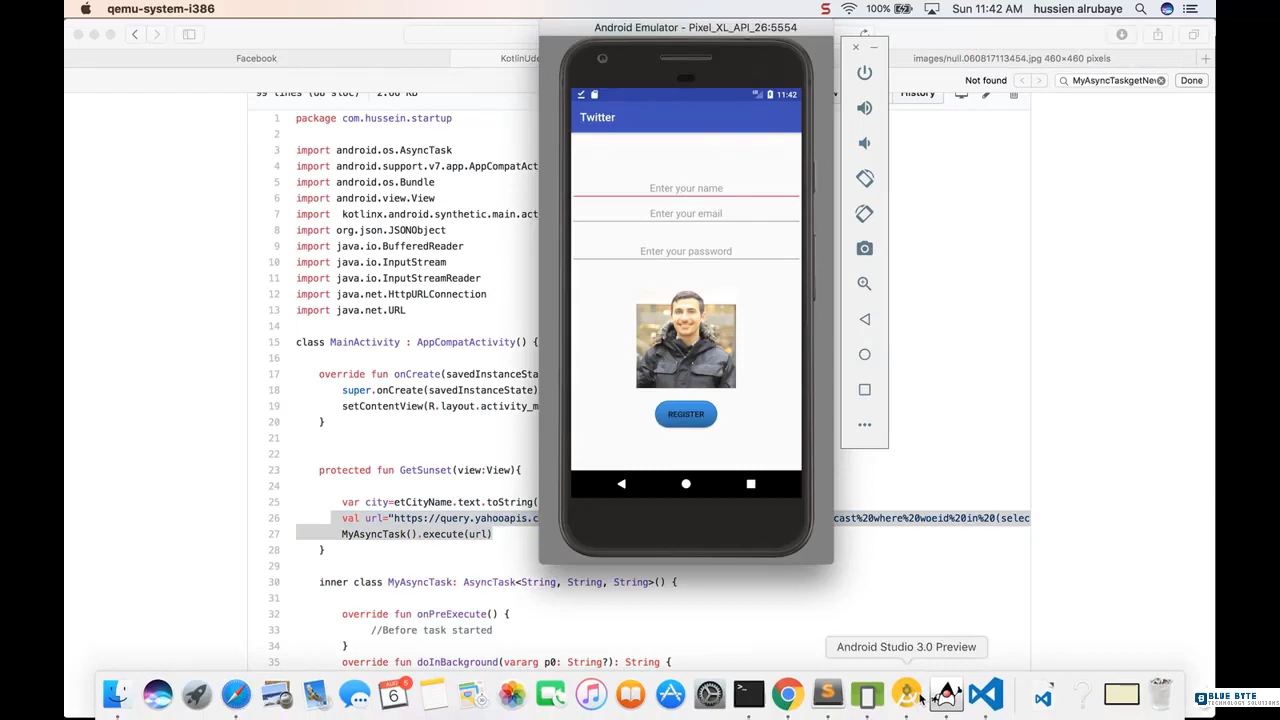 qemu-system-i386
100%
Sun 11:42 AM
hussien alrubaye
Android Emulator - Pixel_XL_API_26:5554
Facebook
KotlinUde
images/null.060817113454.jpg 460×460 pixels
Not found
MyAsyncTaskgetNe
Done
History
11:42
Twitter
Enter your name
Enter your email
Enter your password
REGISTER
1 package com.hussein.startup
2
3 import android.os.AsyncTask
4 import android.support.v7.app.AppCompatActi
5 import android.os.Bundle
6 import android.view.View
7 import kotlinx.android.synthetic.main.act
8 import org.json.JSONObject
9 import java.io.BufferedReader
10 import java.io.InputStream
11 import java.io.InputStreamReader
12 import java.net.HttpURLConnection
13 import java.net.URL
14
15 class MainActivity : AppCompatActivity() {
16
17 override fun onCreate(savedInstanceSta
18 super.onCreate(savedInstanceState)
19 setContentView(R.layout.activity_m
20 }
21
22
23 protected fun GetSunset(view:View){
24
25 var city=etCityName.text.toString(
26 val url="https://query.yahooapis.c cast%20where%20woeid%20in%20(selec
27 MyAsyncTask().execute(url)
28 }
29
30 inner class MyAsyncTask: AsyncTask<String, String, String>() {
31
32 override fun onPreExecute() {
33 //Before task started
34 }
35 override fun doInBackground(vararg p0: String?): String {
Android Studio 3.0 Preview
6
BLUE BYTE
TECHNOLOGY SOLUTIONS